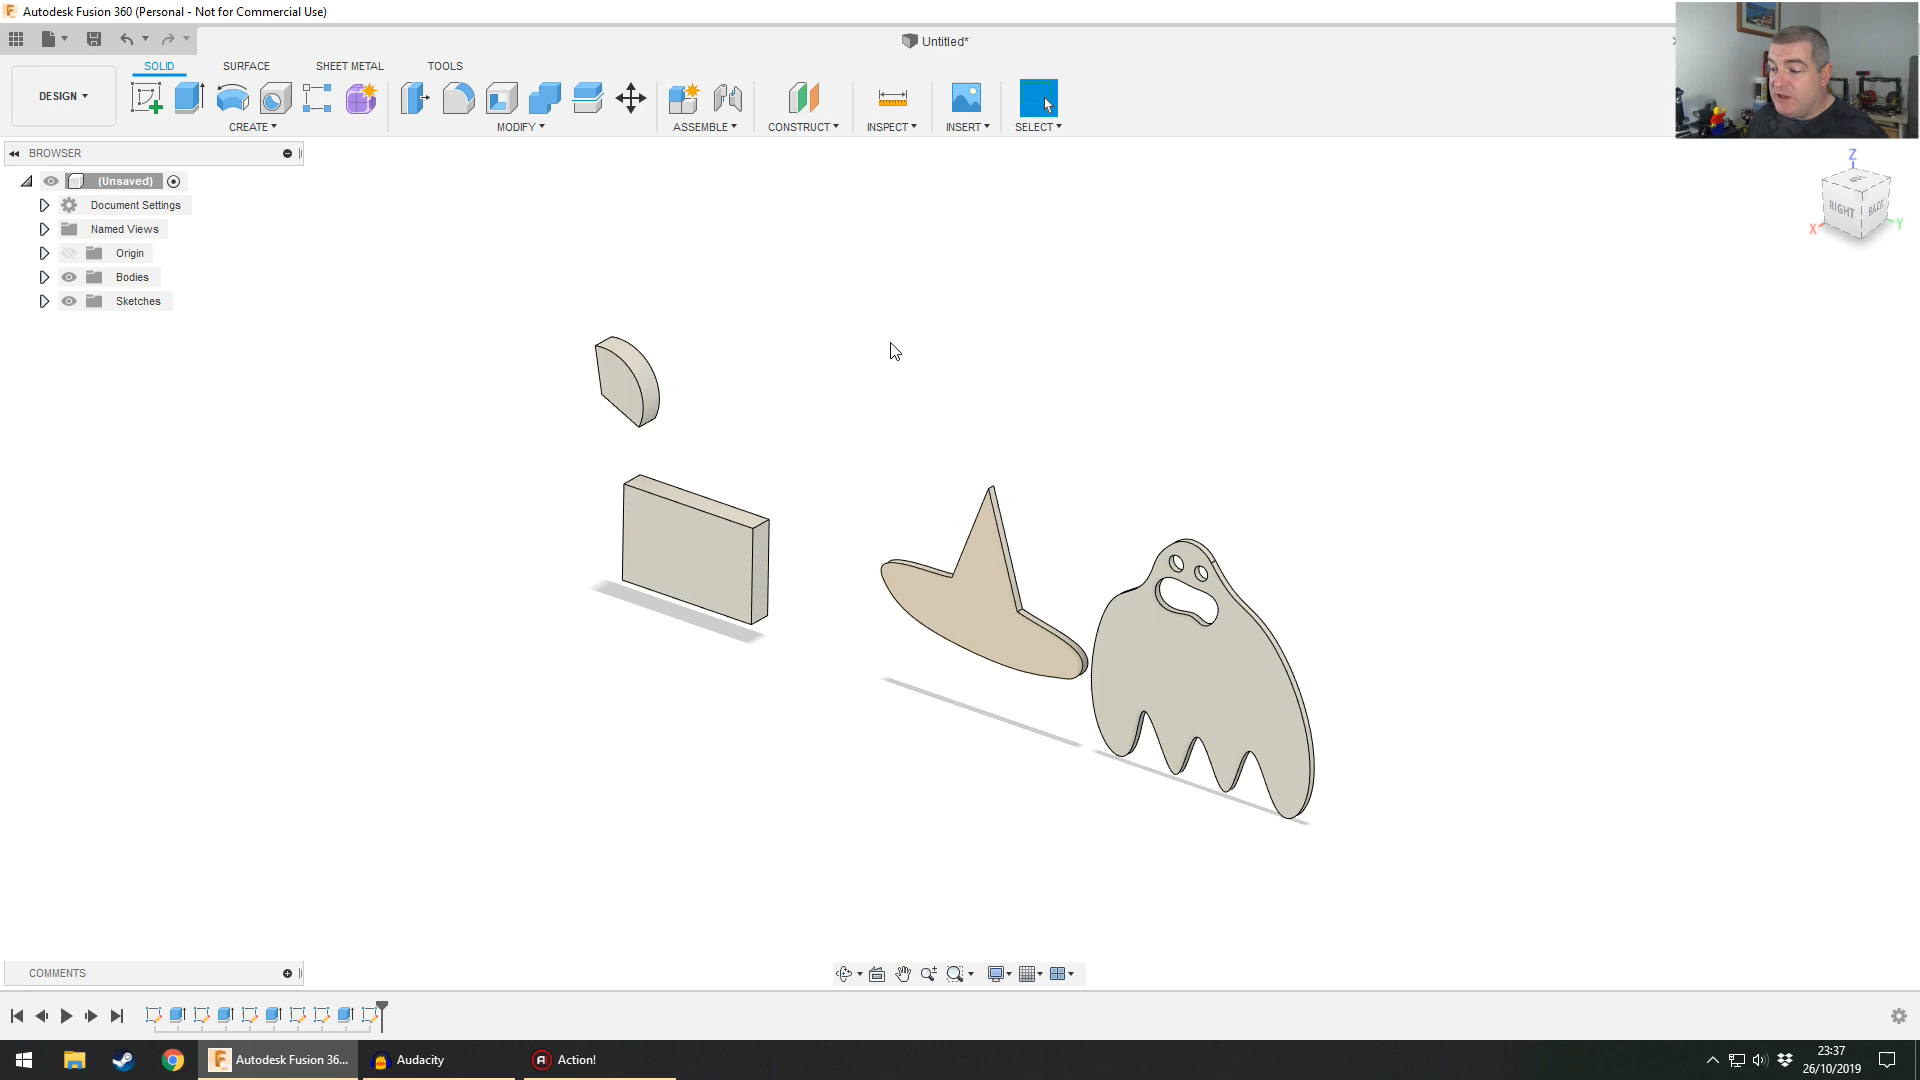 Autodesk Fusion 360 (Personal - Not for Commercial Use)
Untitled*
SOLID
SURFACE
SHEET METAL
TOOLS
DESIGN
CREATE
MODIFY
ASSEMBLE
CONSTRUCT
INSPECT
INSERT
SELECT
BROWSER
(Unsaved)
Document Settings
Named Views
Origin
Bodies
Sketches
Z
RIGHT
BACK
X
Y
COMMENTS
Autodesk Fusion 36...
Audacity
Action!
23:37
26/10/2019